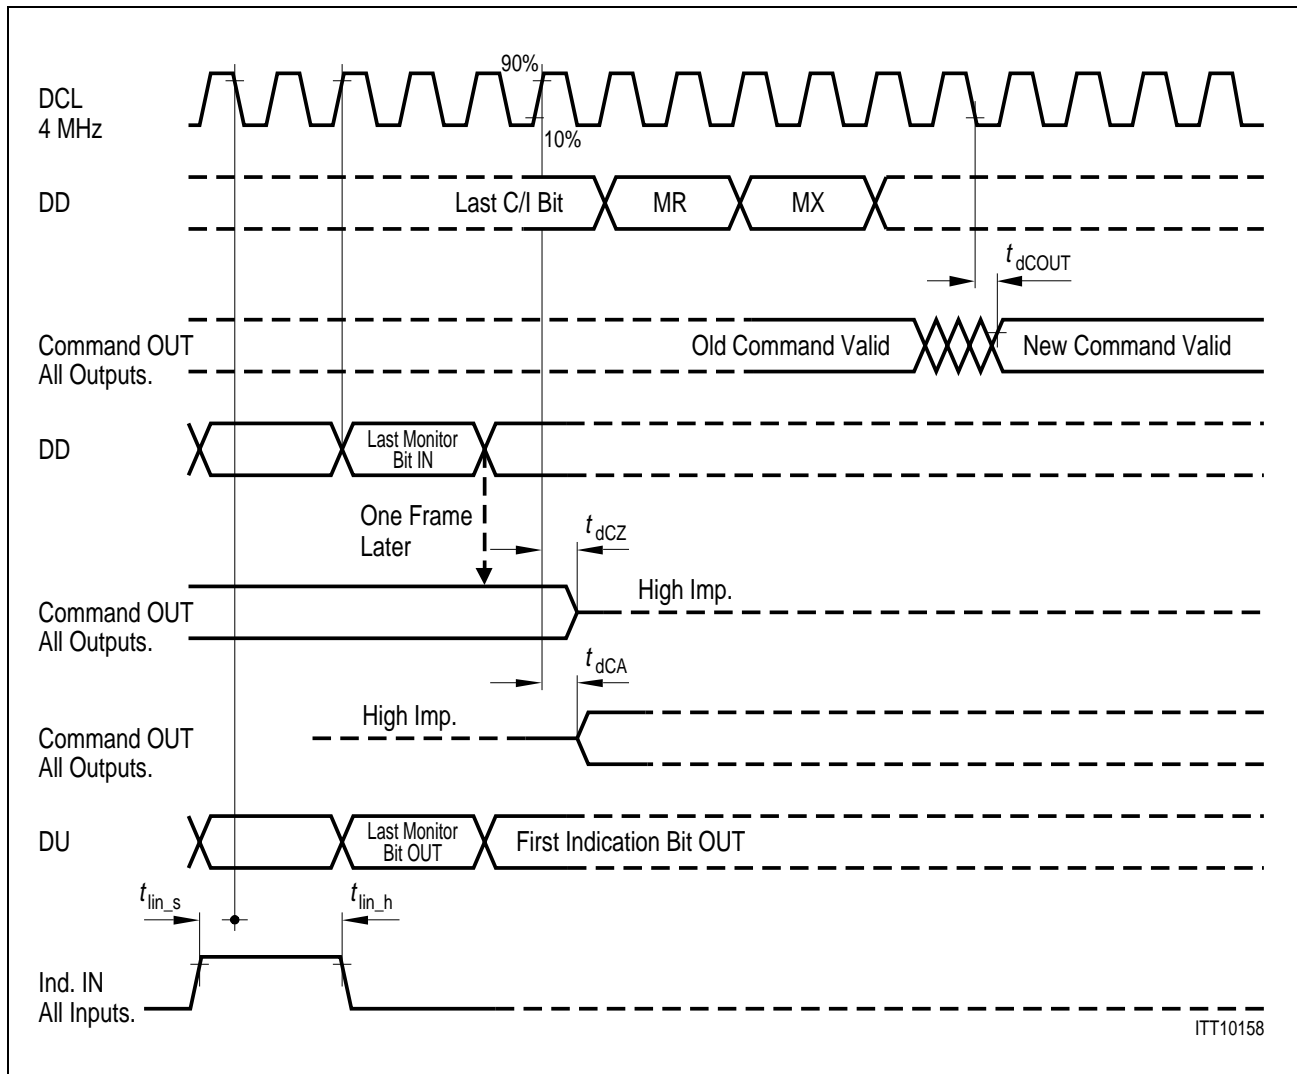 90%
DCL
4 MHz
10%
DD
Last C/I Bit
MR
MX
t dCOUT
Command OUT
All Outputs.
Old Command Valid
New Command Valid
DD
Last Monitor
Bit IN
One Frame
Later
t dCZ
High Imp.
Command OUT
All Outputs.
t dCA
High Imp.
Command OUT
All Outputs.
DU
Last Monitor
Bit OUT
First Indication Bit OUT
t Iin_s
t Iin_h
Ind. IN
All Inputs.
ITT10158